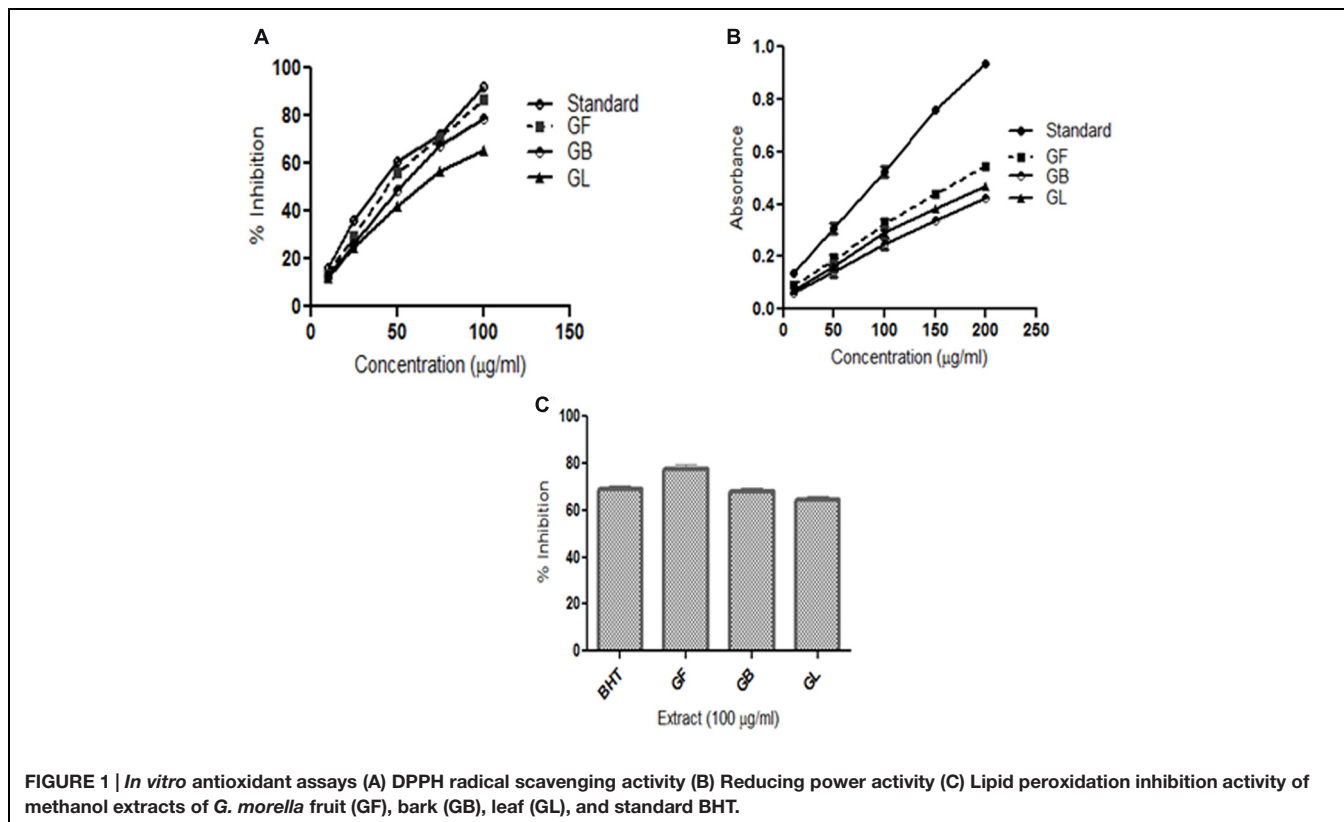 A
100
80
60
40
20
0
% Inhibition
0
50
100
150
Concentration (µg/ml)
Standard
GF
GB
GL
B
1.0
0.8
0.6
0.4
0.2
0.0
Absorbance
0
50
100
150
200
250
Concentration (µg/ml)
Standard
GF
GB
GL
C
100
80
60
40
20
0
% Inhibition
BHT
GF
GB
GL
Extract (100 µg/ml)
FIGURE 1 | In vitro antioxidant assays (A) DPPH radical scavenging activity (B) Reducing power activity (C) Lipid peroxidation inhibition activity of
methanol extracts of G. morella fruit (GF), bark (GB), leaf (GL), and standard BHT.